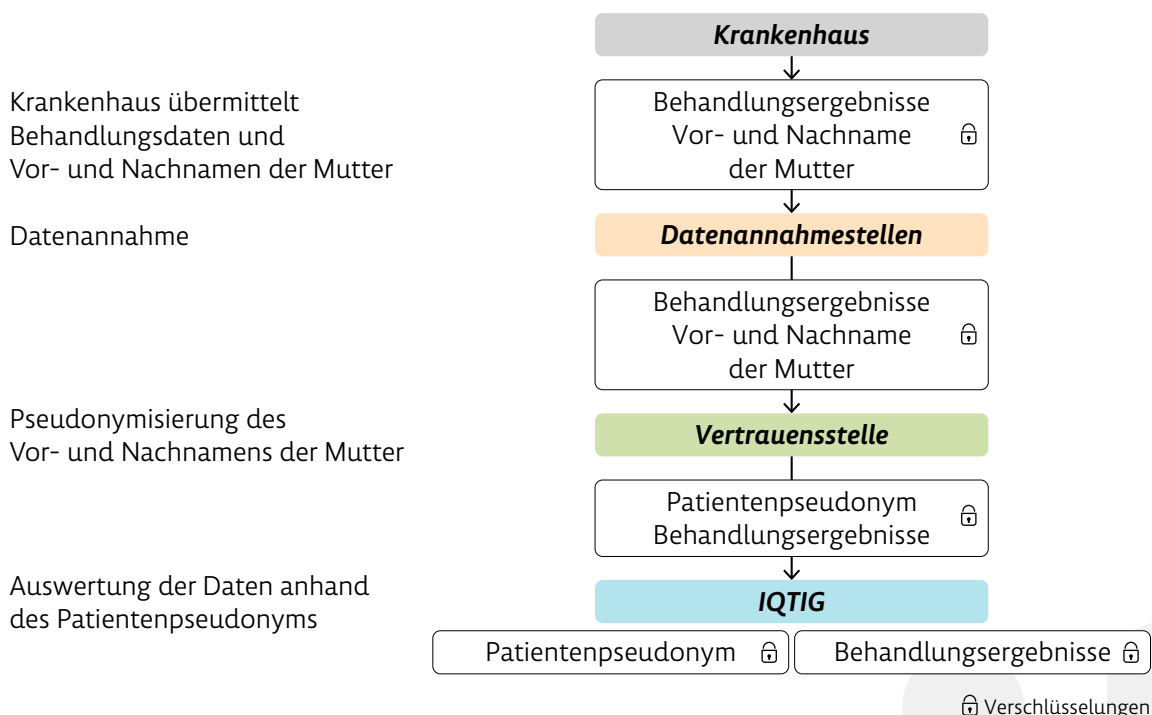 Krankenhaus
Krankenhaus übermittelt
Behandlungsdaten und
Vor- und Nachnamen der Mutter
Behandlungsergebnisse
Vor- und Nachname
der Mutter
Datenannahme
Datenannahmestellen
Behandlungsergebnisse
Vor- und Nachname
der Mutter
Pseudonymisierung des
Vor- und Nachnamens der Mutter
Vertrauensstelle
Patientenpseudonym
Behandlungsergebnisse
Auswertung der Daten anhand
des Patientenpseudonyms
IQTIG
Patientenpseudonym
Behandlungsergebnisse
Verschlüsselungen